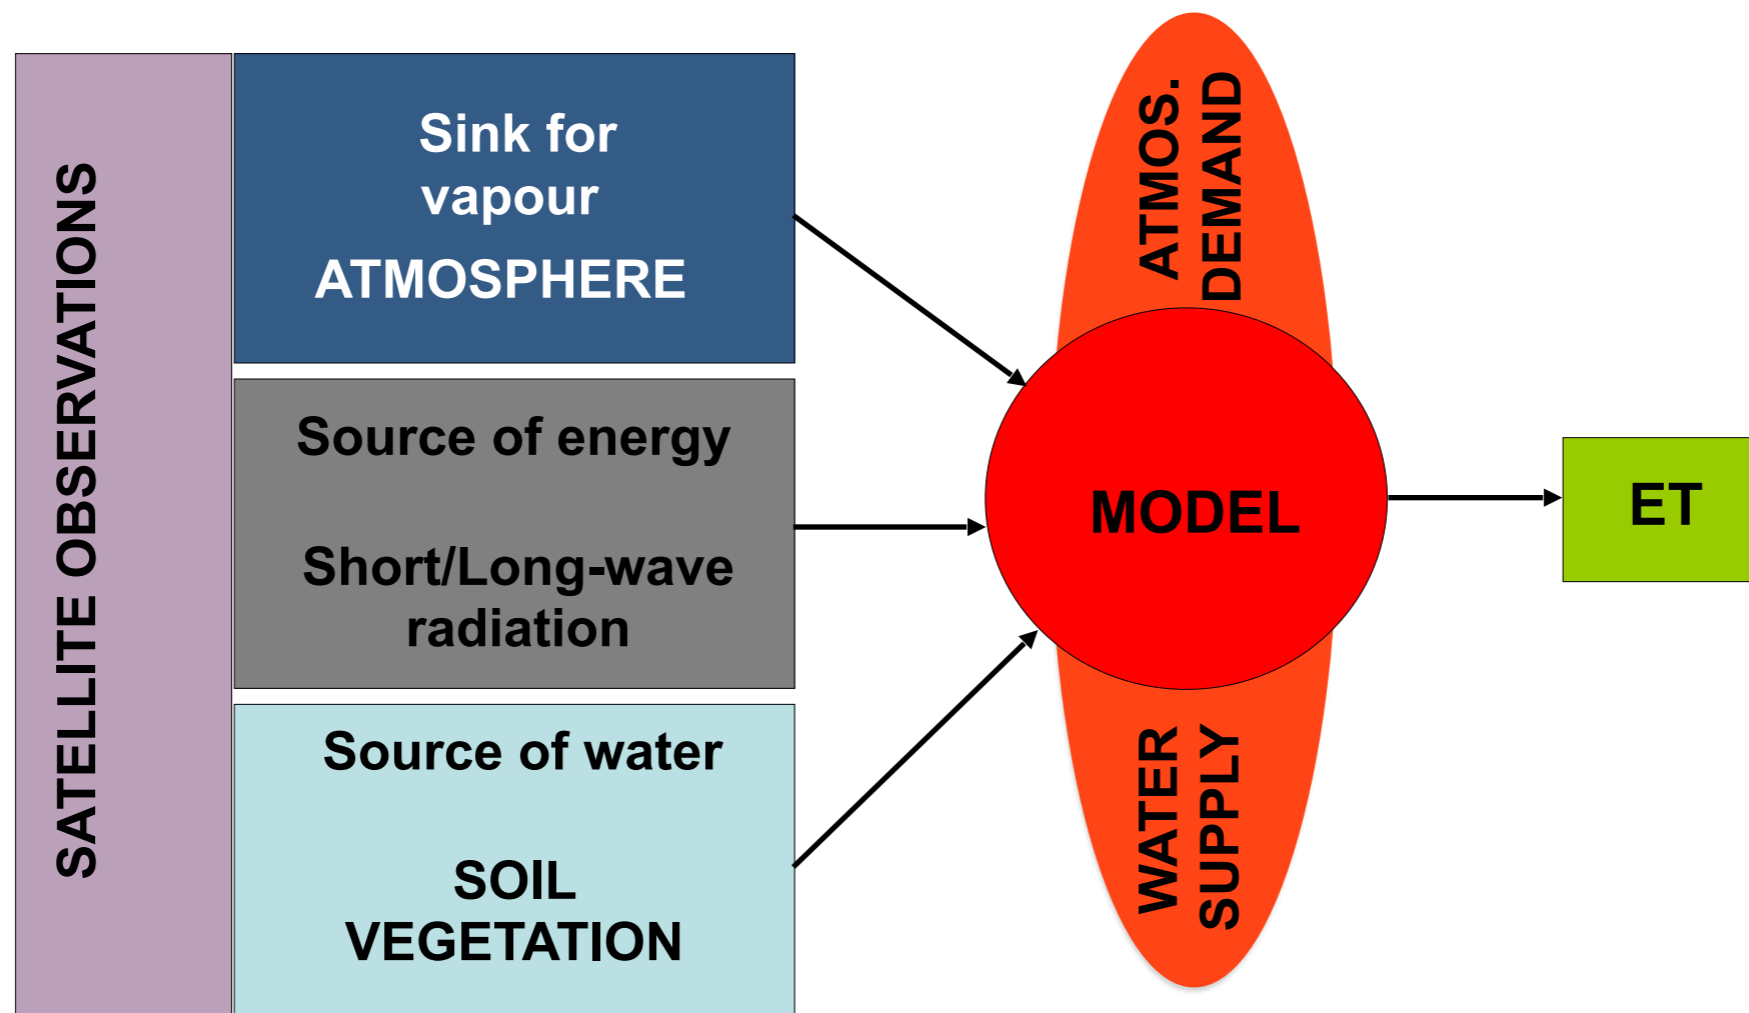 SATELLITE OBSERVATIONS
Sink for
vapour
ATMOSPHERE
Source of energy
Short/Long-wave
radiation
Source of water
SOIL
VEGETATION
ATMOS.
DEMAND
MODEL
WATER
SUPPLY
ET